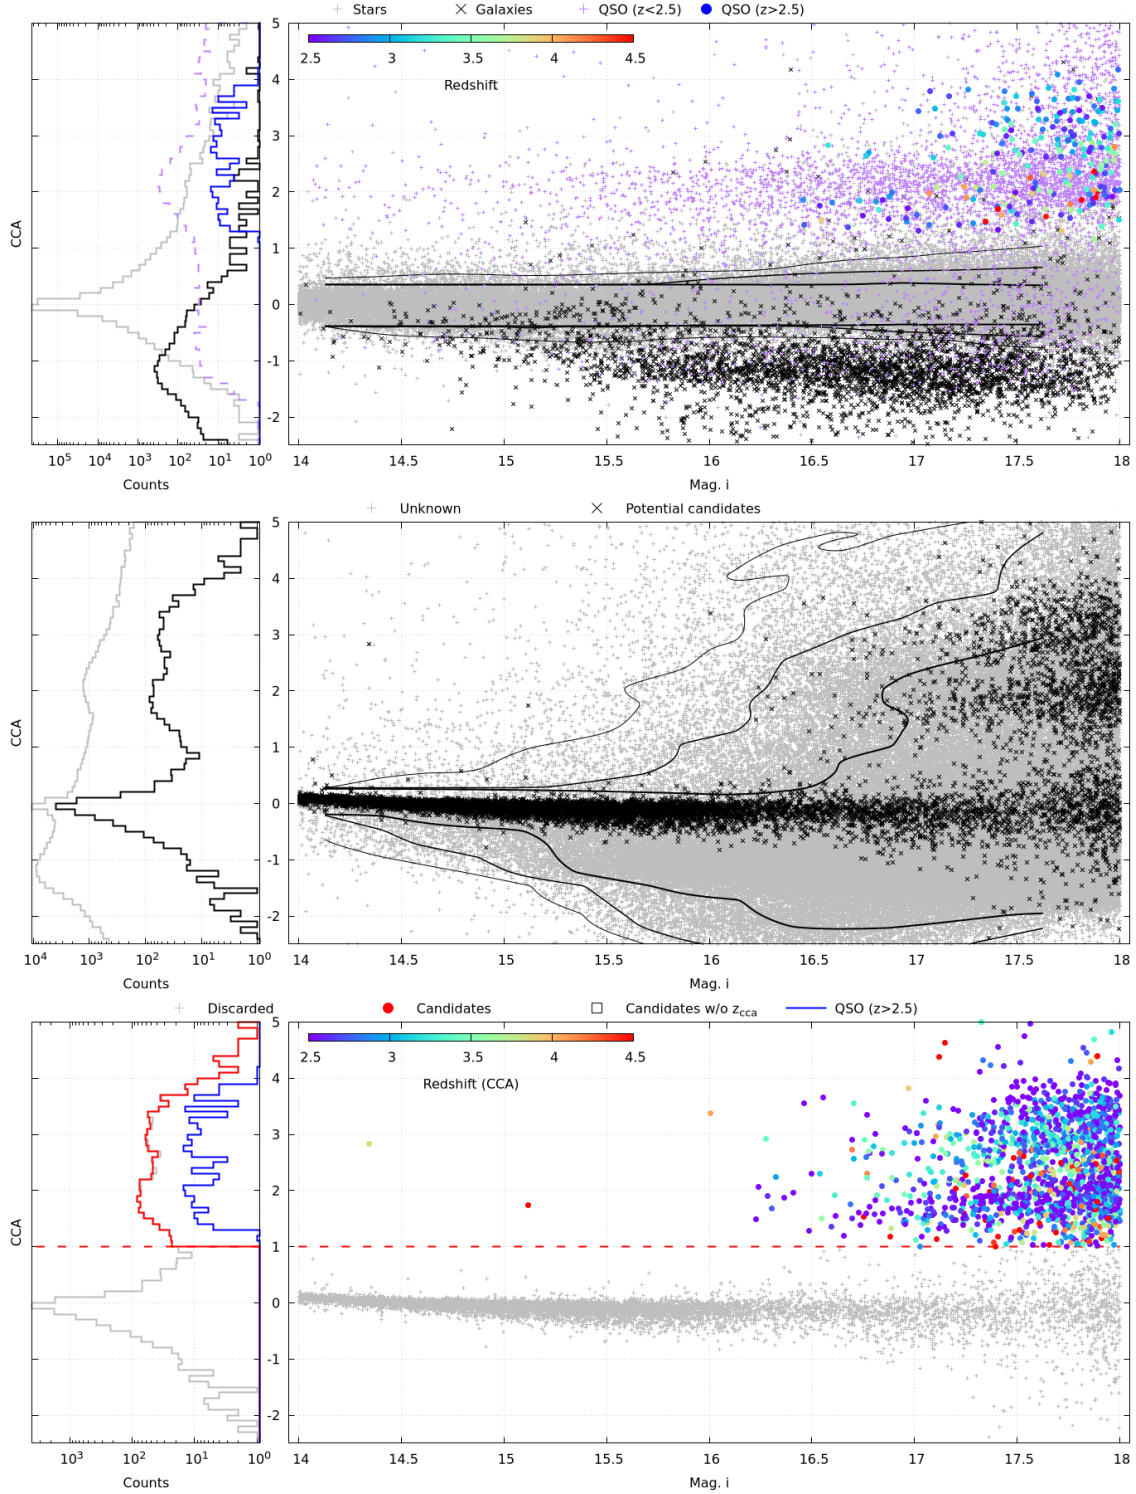 Stars Galaxies QSO (z<2.5) QSO (z>2.5)
2.5 3 3.5 4 4.5
Redshift
5
4
3
2
1
0
-1
-2
CCA
10⁵ 10⁴ 10³ 10² 10¹ 10⁰
Counts
14 14.5 15 15.5 16 16.5 17 17.5 18
Mag. i
Unknown Potential candidates
5
4
3
2
1
0
-1
-2
CCA
10⁴ 10³ 10² 10¹ 10⁰
Counts
14 14.5 15 15.5 16 16.5 17 17.5 18
Mag. i
Discarded Candidates Candidates w/o z_cca QSO (z>2.5)
2.5 3 3.5 4 4.5
Redshift (CCA)
5
4
3
2
1
0
-1
-2
CCA
10³ 10² 10¹ 10⁰
Counts
14 14.5 15 15.5 16 16.5 17 17.5 18
Mag. i